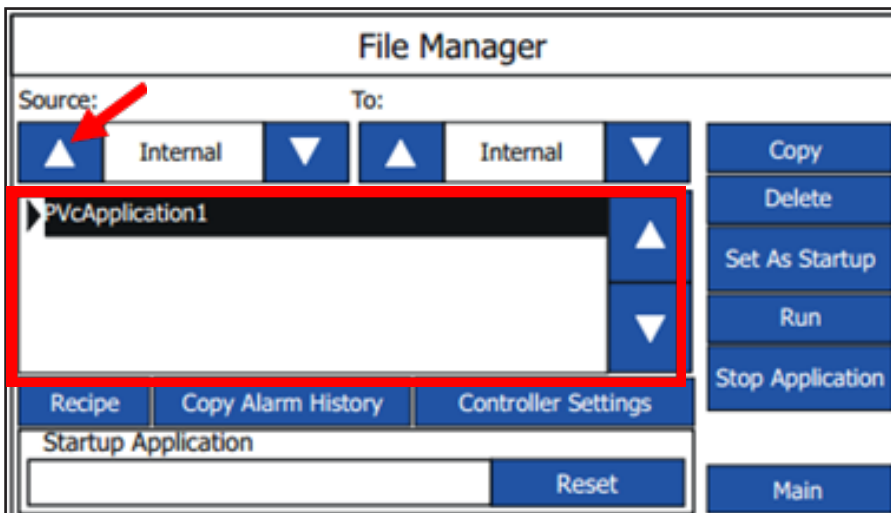 File Manager
Source: To:
Internal Internal
Copy
PVcApplication1
Delete
Set As Startup
Run
Stop Application
Recipe Copy Alarm History Controller Settings
Startup Application
Reset
Main